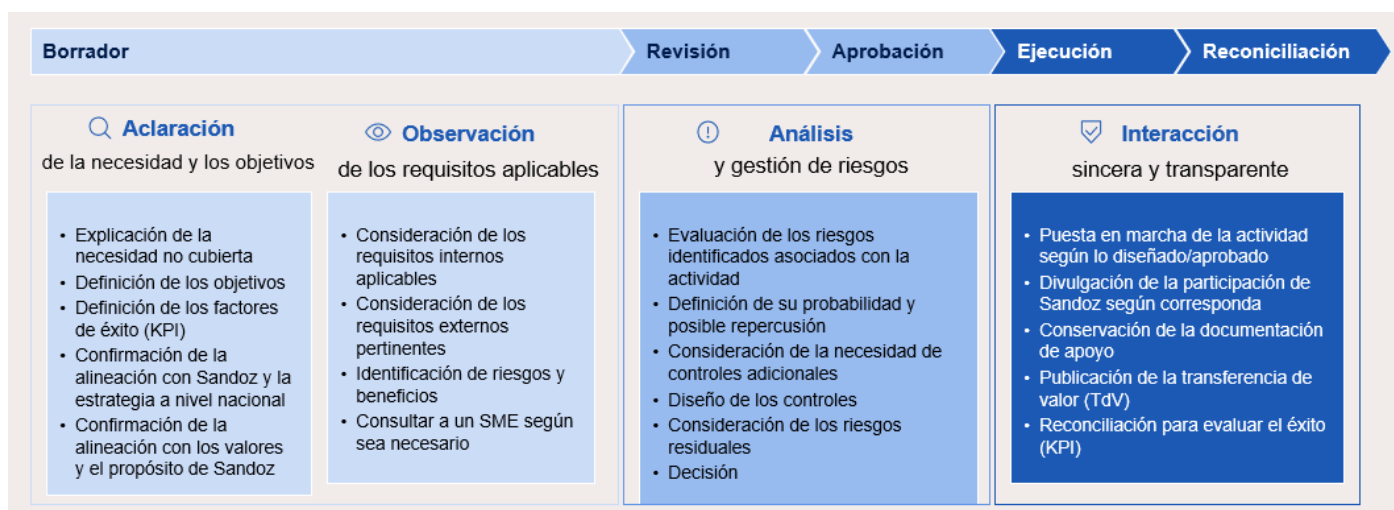 Borrador
Revisión
Aprobación
Ejecución
Reconiciliación
Aclaración
de la necesidad y los objetivos
• Explicación de la
necesidad no cubierta
• Definición de los objetivos
• Definición de los factores
de éxito (KPI)
• Confirmación de la
alineación con Sandoz y la
estrategia a nivel nacional
• Confirmación de la
alineación con los valores
y el propósito de Sandoz
Observación
de los requisitos aplicables
• Consideración de los
requisitos internos
aplicables
• Consideración de los
requisitos externos
pertinentes
• Identificación de riesgos y
beneficios
• Consultar a un SME según
sea necesario
Análisis
y gestión de riesgos
• Evaluación de los riesgos
identificados asociados con la
actividad
• Definición de su probabilidad y
posible repercusión
• Consideración de la necesidad de
controles adicionales
• Diseño de los controles
• Consideración de los riesgos
residuales
• Decisión
Interacción
sincera y transparente
• Puesta en marcha de la actividad
según lo diseñado/aprobado
• Divulgación de la participación de
Sandoz según corresponda
• Conservación de la documentación
de apoyo
• Publicación de la transferencia de
valor (TdV)
• Reconciliación para evaluar el éxito
(KPI)